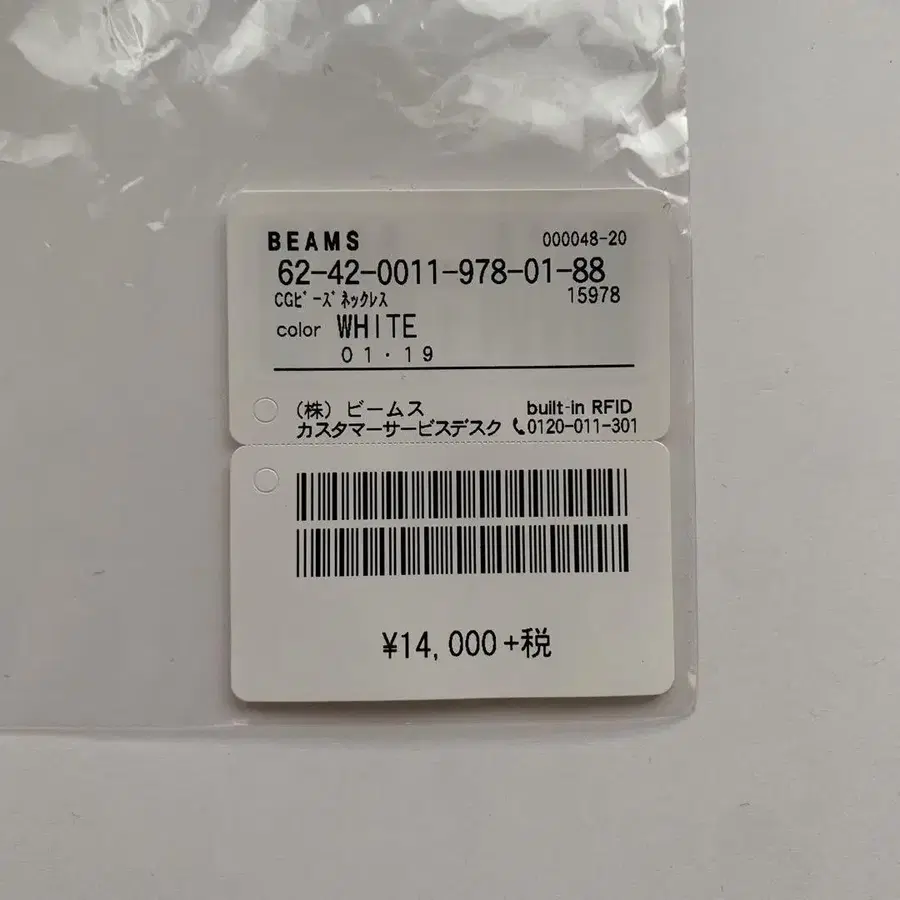 BEAMS 000048-20
62-42-0011-978-01-88
CGﾋﾞｰｽﾞﾈｯｸﾚｽ 15978
color WHITE
01・19
(株) ビームス built-in RFID
カスタマーサービスデスク 0120-011-301
¥14,000+税